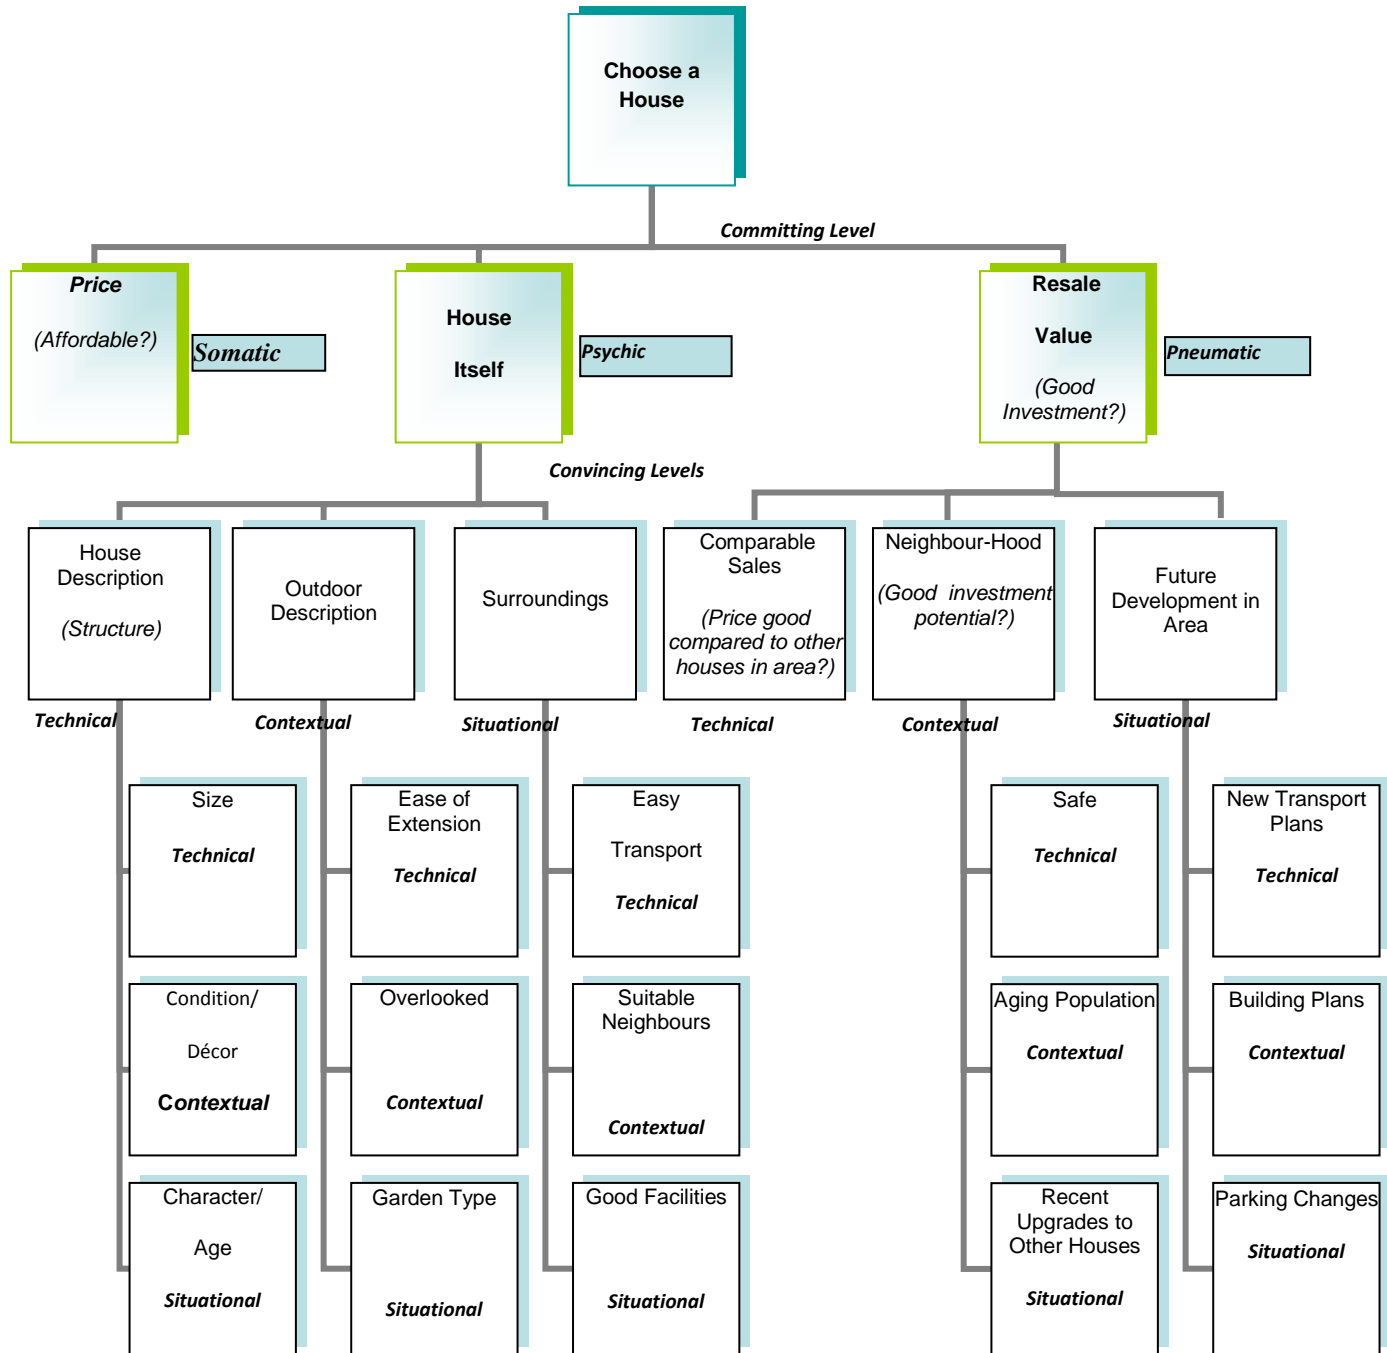 Choose a
House
Committing Level
Price
(Affordable?)
Somatic
House
Itself
Psychic
Resale
Value
(Good
Investment?)
Pneumatic
Convincing Levels
House
Description
(Structure)
Technical
Outdoor
Description
Contextual
Surroundings
Situational
Comparable
Sales
(Price good
compared to other
houses in area?)
Technical
Neighbour-Hood
(Good investment
potential?)
Contextual
Future
Development in
Area
Situational
Size
Technical
Ease of
Extension
Technical
Easy
Transport
Technical
Safe
Technical
New Transport
Plans
Technical
Condition/
Décor
Contextual
Overlooked
Contextual
Suitable
Neighbours
Contextual
Aging Population
Contextual
Building Plans
Contextual
Character/
Age
Situational
Garden Type
Situational
Good Facilities
Situational
Recent
Upgrades to
Other Houses
Situational
Parking Changes
Situational